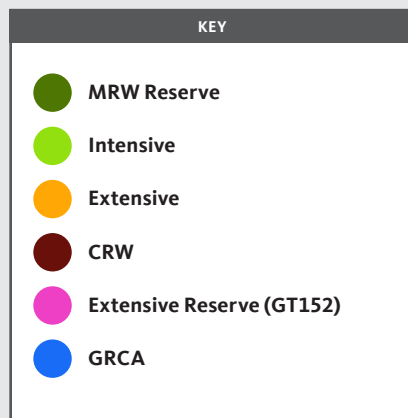 KEY
MRW Reserve
Intensive
Extensive
CRW
Extensive Reserve (GT152)
GRCA